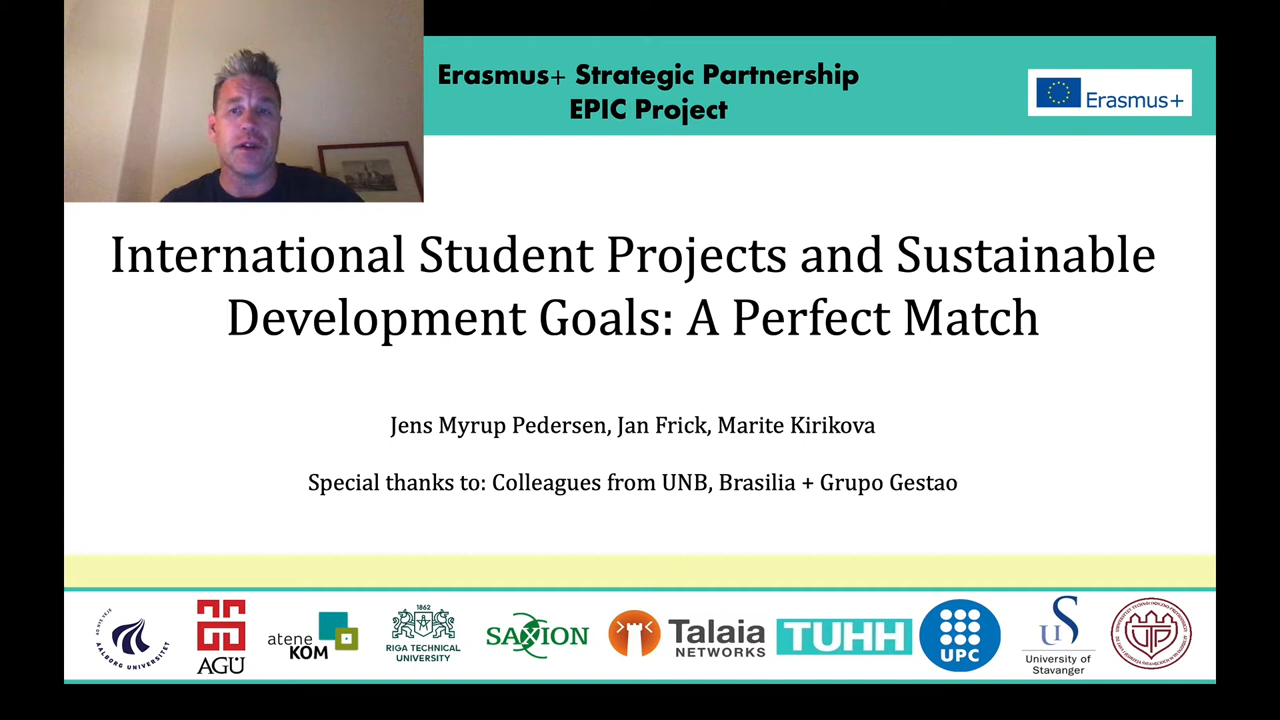 Erasmus+ Strategic Partnership
EPIC Project
Erasmus+
International Student Projects and Sustainable
Development Goals: A Perfect Match
Jens Myrup Pedersen, Jan Frick, Marite Kirikova
Special thanks to: Colleagues from UNB, Brasilia + Grupo Gestao
AALBORG UNIVERSITET
AGÜ
atene
KOM
1862
RIGA TECHNICAL
UNIVERSITY
SAXION
Talaia
NETWORKS
TUHH
UPC
US
University of
Stavanger